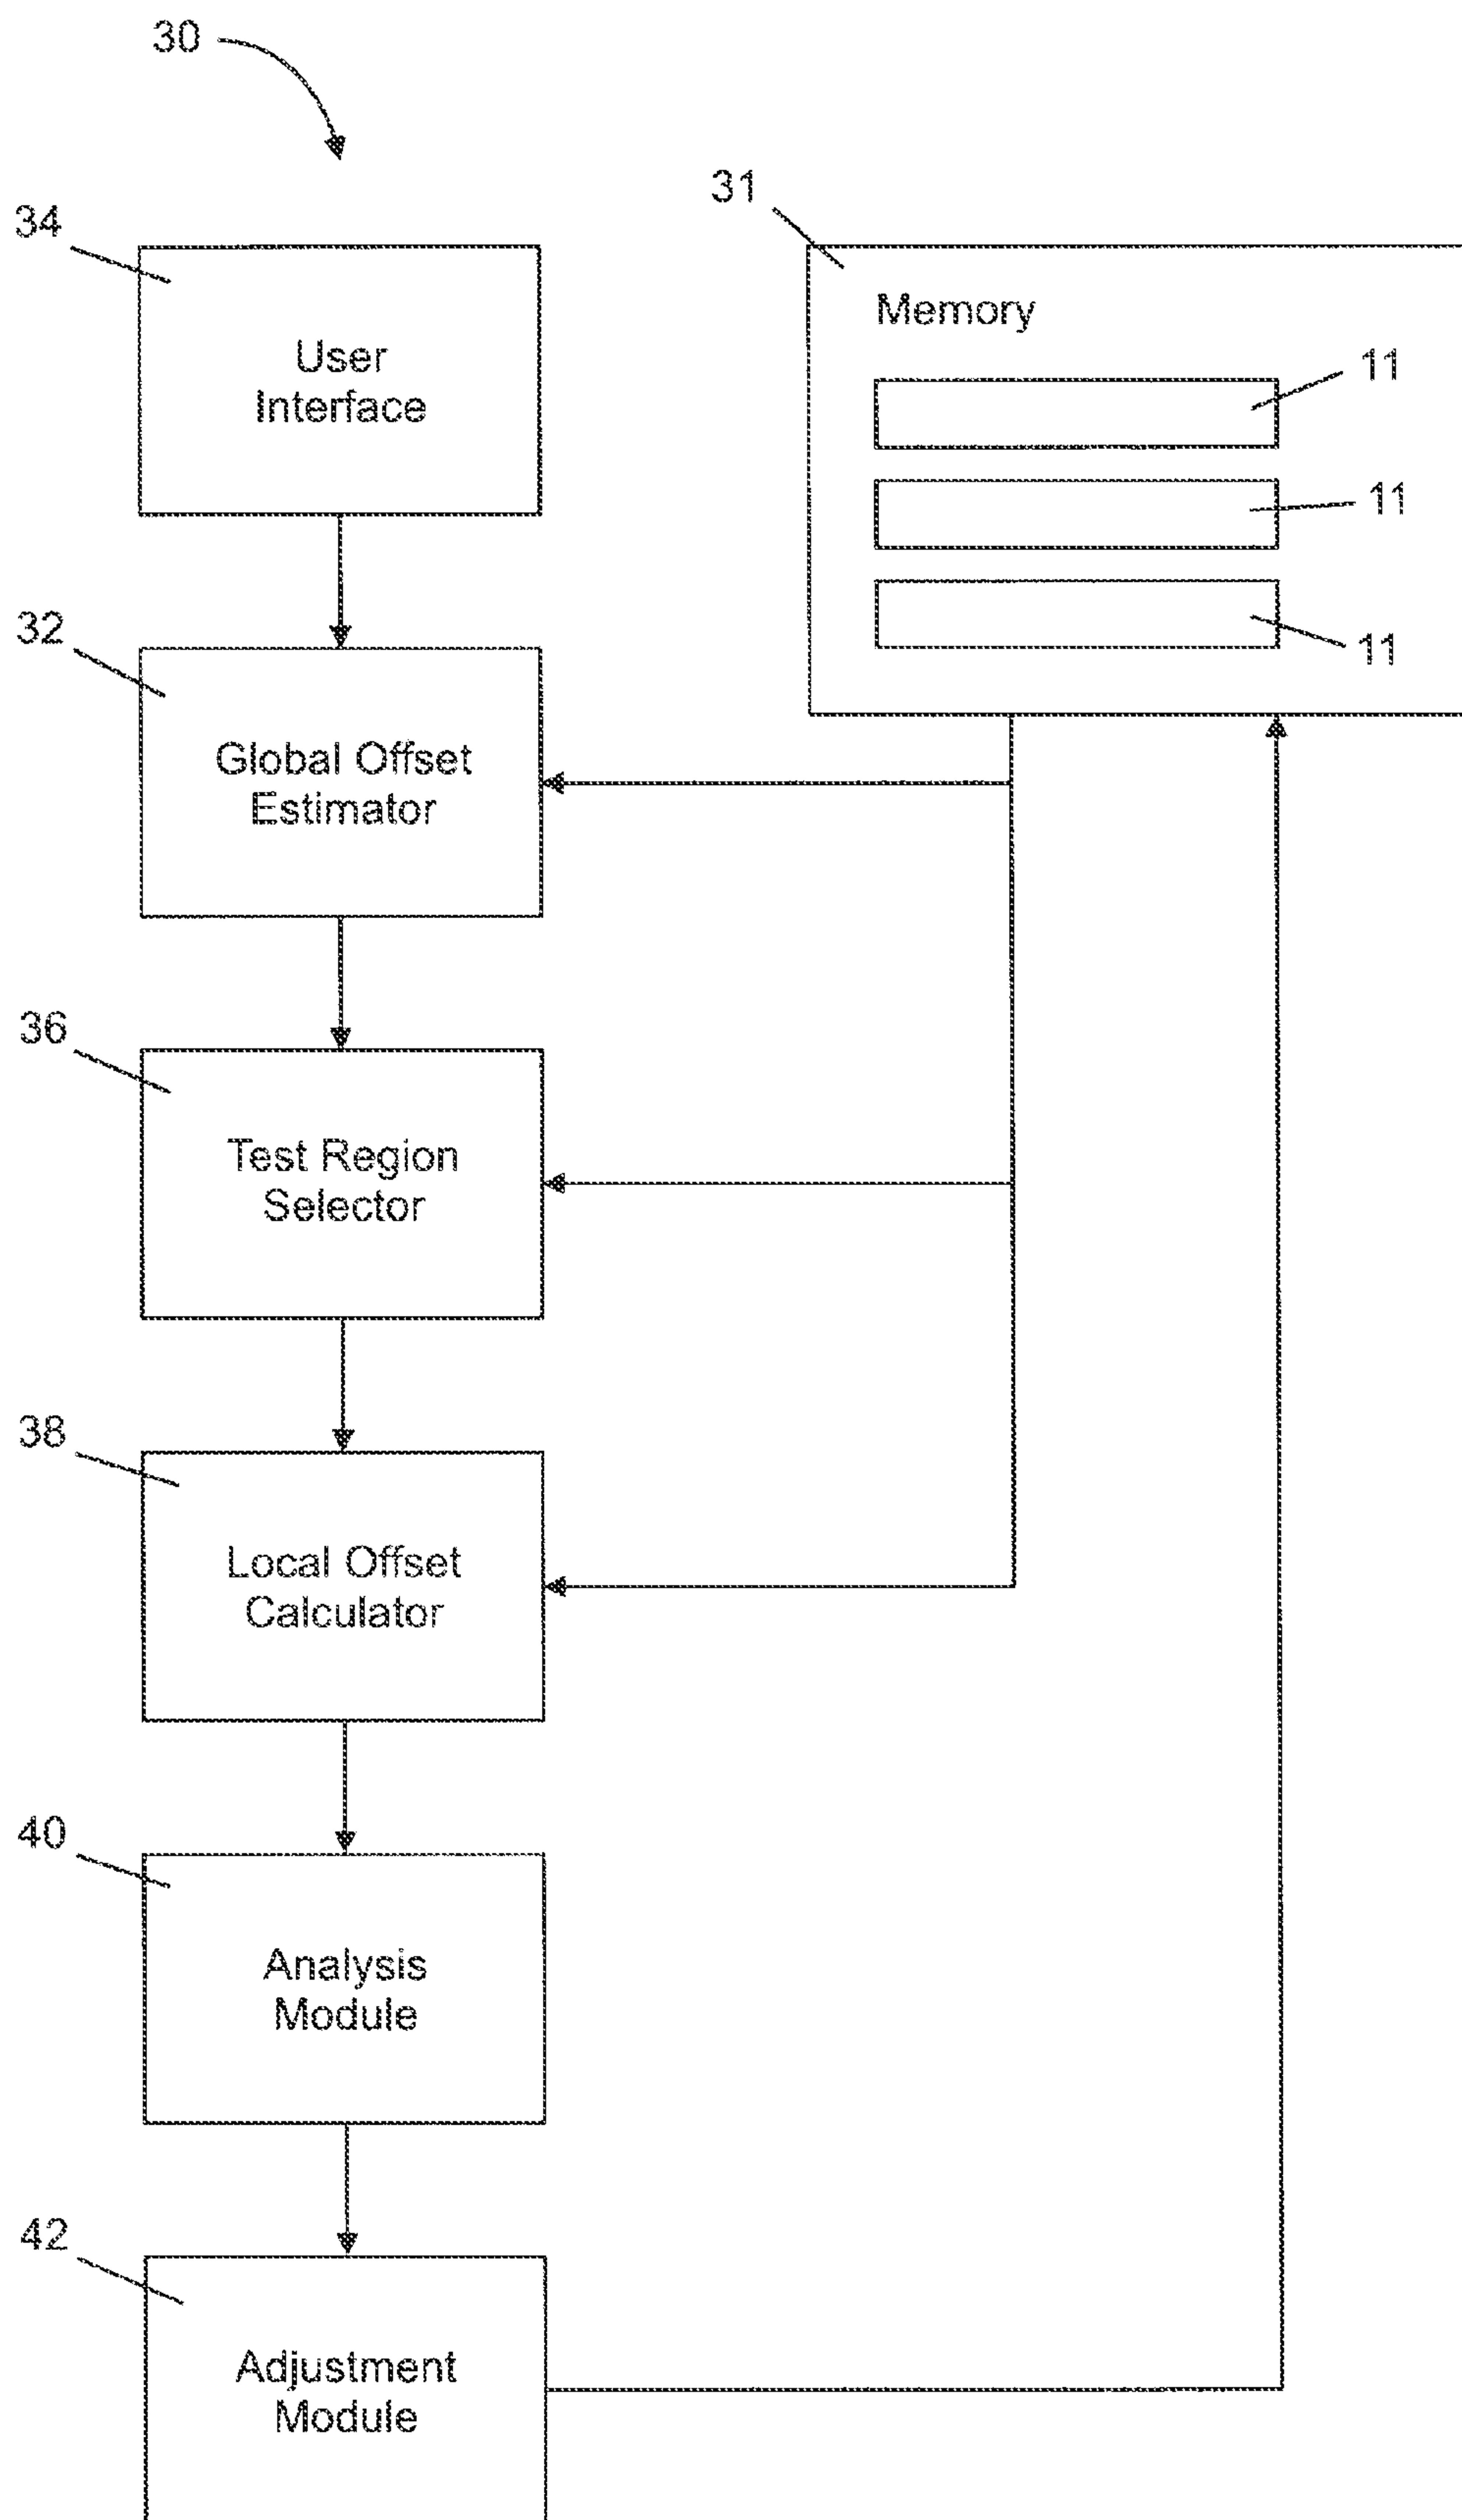 30
31
34
User
Interface
Memory
11
11
11
32
Global Offset
Estimator
36
Test Region
Selector
38
Local Offset
Calculator
40
Analysis
Module
42
Adjustment
Module